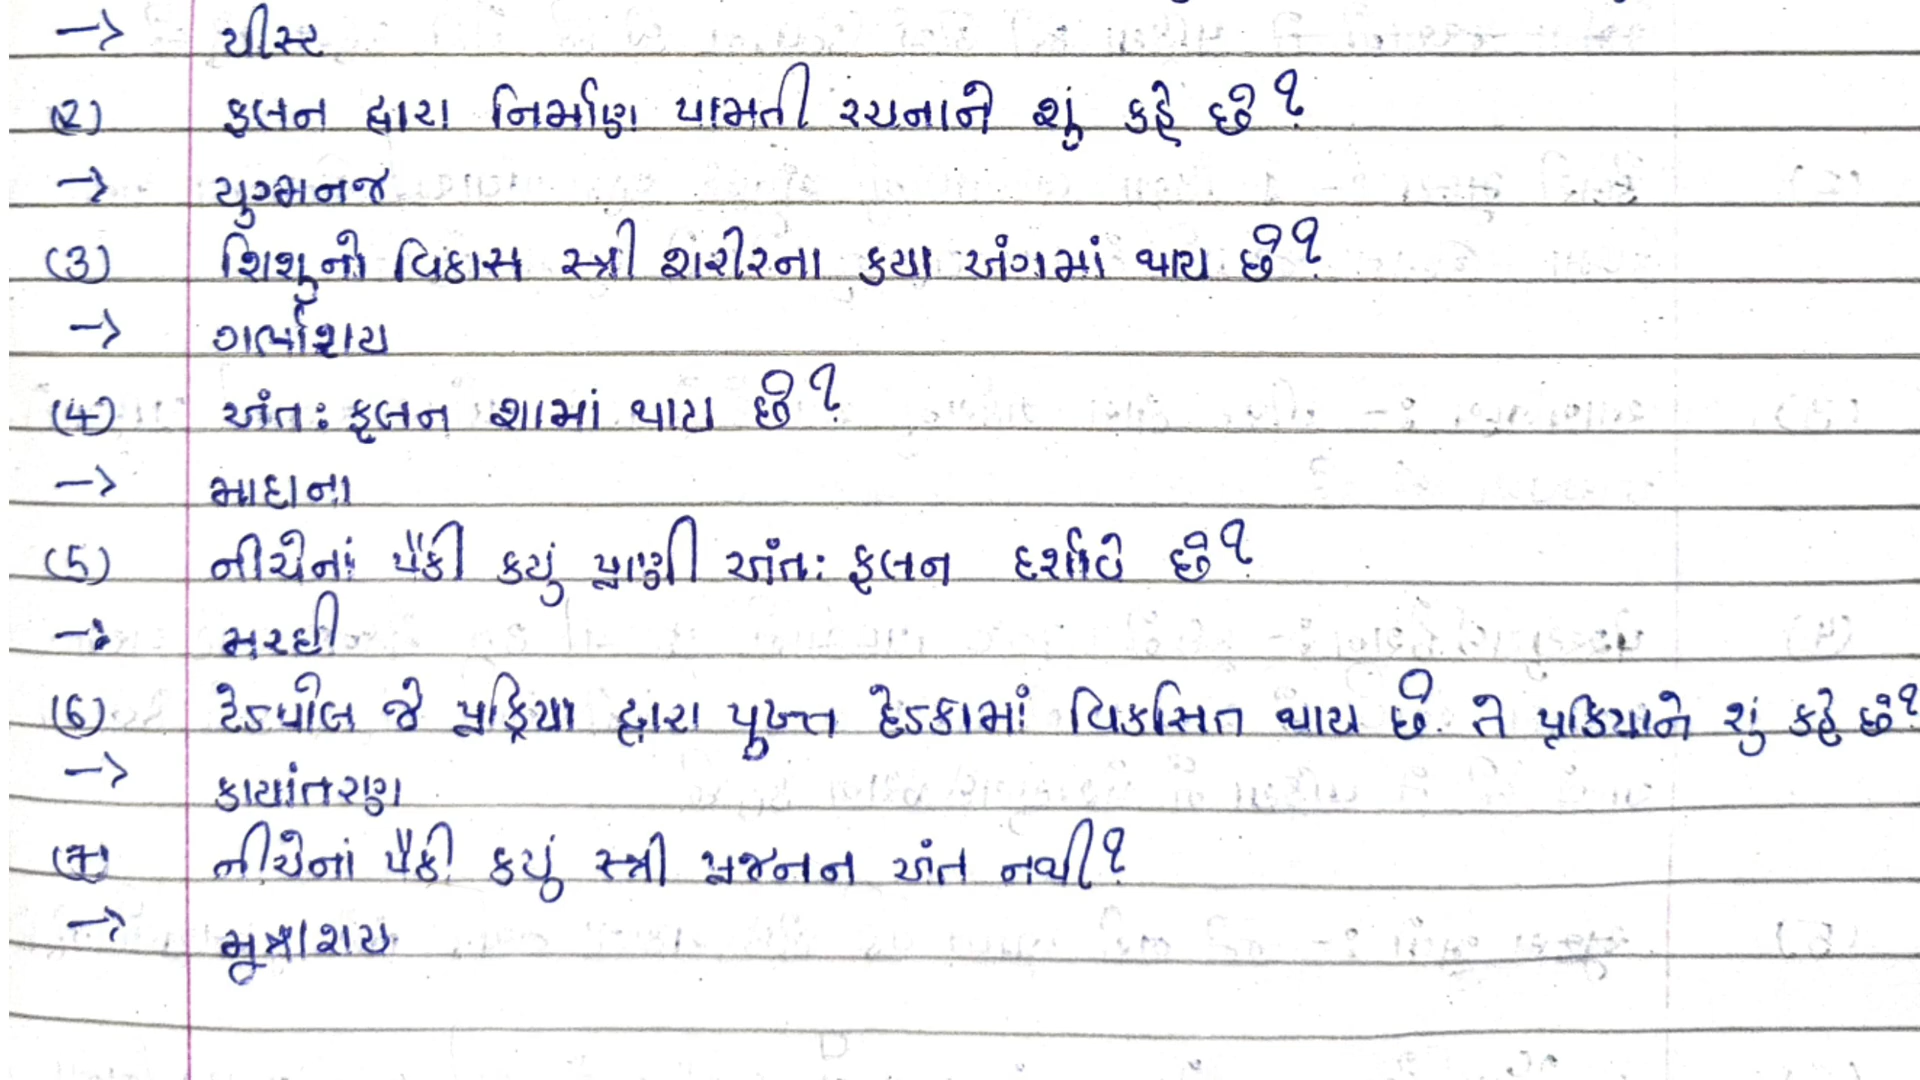 → યીસ્ટ
(2) ફલન દ્વારા નિર્માણ પામતી રચનાને શું કહે છે?
→ યુગ્મનજ
(3) શિશુનો વિકાસ સ્ત્રી શરીરના કયા અંગમાં થાય છે?
→ ગર્ભાશય
(4) અંતઃ ફલન શામાં થાય છે?
→ માદાના
(5) નીચેનાં પૈકી કયું પ્રાણી અંતઃ ફલન દર્શાવે છે?
→ મરઘી
(6) ટેડપોલ જે પ્રક્રિયા દ્વારા પુખ્ત દેડકામાં વિકસિત થાય છે. તે પ્રક્રિયાને શું કહે છે?
→ કાયાંતરણ
(7) નીચેનાં પૈકી કયું સ્ત્રી પ્રજનન અંત નથી?
→ મૂત્રાશય